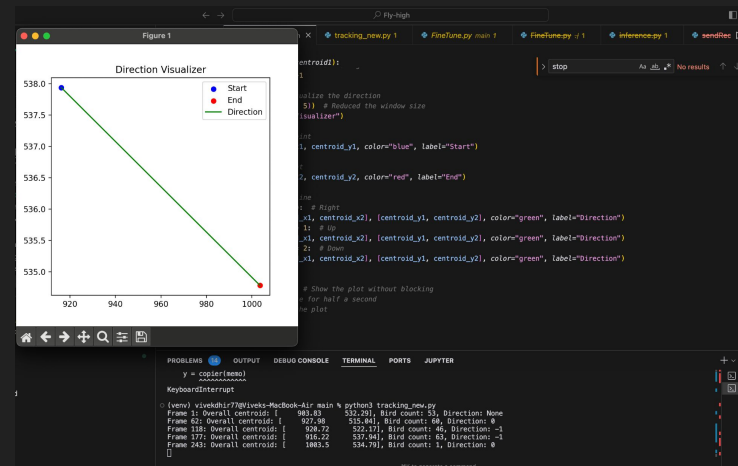 Fly-high
Figure 1
tracking_new.py 1
FineTune.py main 1
FineTune.py :/ 1
inference.py 1
sendRec
stop
Aa
ab
No results
Direction Visualizer
Start
End
Direction
538.0
537.5
537.0
536.5
536.0
535.5
535.0
920
940
960
980
1000
entroid1):
1
ualize the direction
5)) # Reduced the window size
isualizer")
int
1, centroid_y1, color="blue", label="Start")
t
2, centroid_y2, color="red", label="End")
ine
: # Right
_x1, centroid_x2], [centroid_y1, centroid_y2], color="green", label="Direction")
1: # Up
_x1, centroid_x2], [centroid_y1, centroid_y2], color="green", label="Direction")
2: # Down
_x1, centroid_x2], [centroid_y1, centroid_y2], color="green", label="Direction")
# Show the plot without blocking
e for half a second
he plot
PROBLEMS 14 OUTPUT DEBUG CONSOLE TERMINAL PORTS JUPYTER
y = copier(memo)
^^^^^^^^^^^^
KeyboardInterrupt
(venv) vivekdhir77@Viveks-MacBook-Air main % python3 tracking_new.py
Frame 1: Overall centroid: [ 903.83 532.29], Bird count: 53, Direction: None
Frame 62: Overall centroid: [ 927.98 515.04], Bird count: 60, Direction: 0
Frame 118: Overall centroid: [ 920.72 522.17], Bird count: 46, Direction: -1
Frame 177: Overall centroid: [ 916.22 537.94], Bird count: 63, Direction: -1
Frame 243: Overall centroid: [ 1003.5 534.79], Bird count: 1, Direction: 0